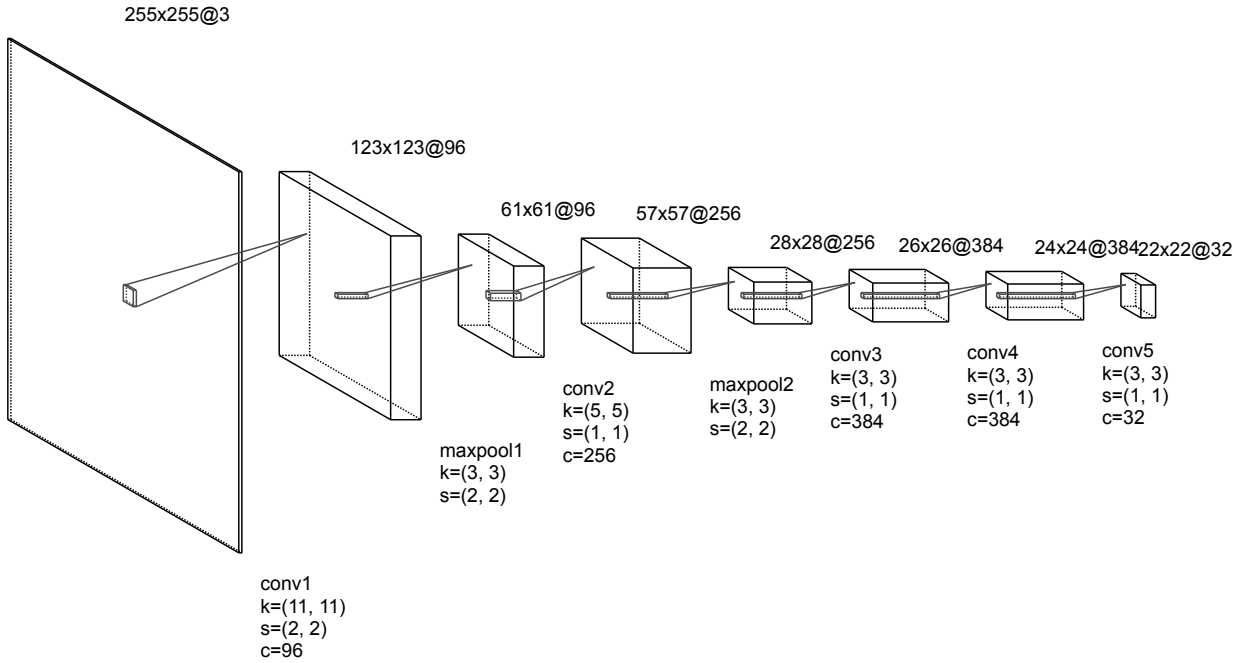 255x255@3
123x123@96
61x61@96
57x57@256
28x28@256
26x26@384
24x24@384
22x22@32
conv1
k=(11, 11)
s=(2, 2)
c=96
maxpool1
k=(3, 3)
s=(2, 2)
conv2
k=(5, 5)
s=(1, 1)
c=256
maxpool2
k=(3, 3)
s=(2, 2)
conv3
k=(3, 3)
s=(1, 1)
c=384
conv4
k=(3, 3)
s=(1, 1)
c=384
conv5
k=(3, 3)
s=(1, 1)
c=32